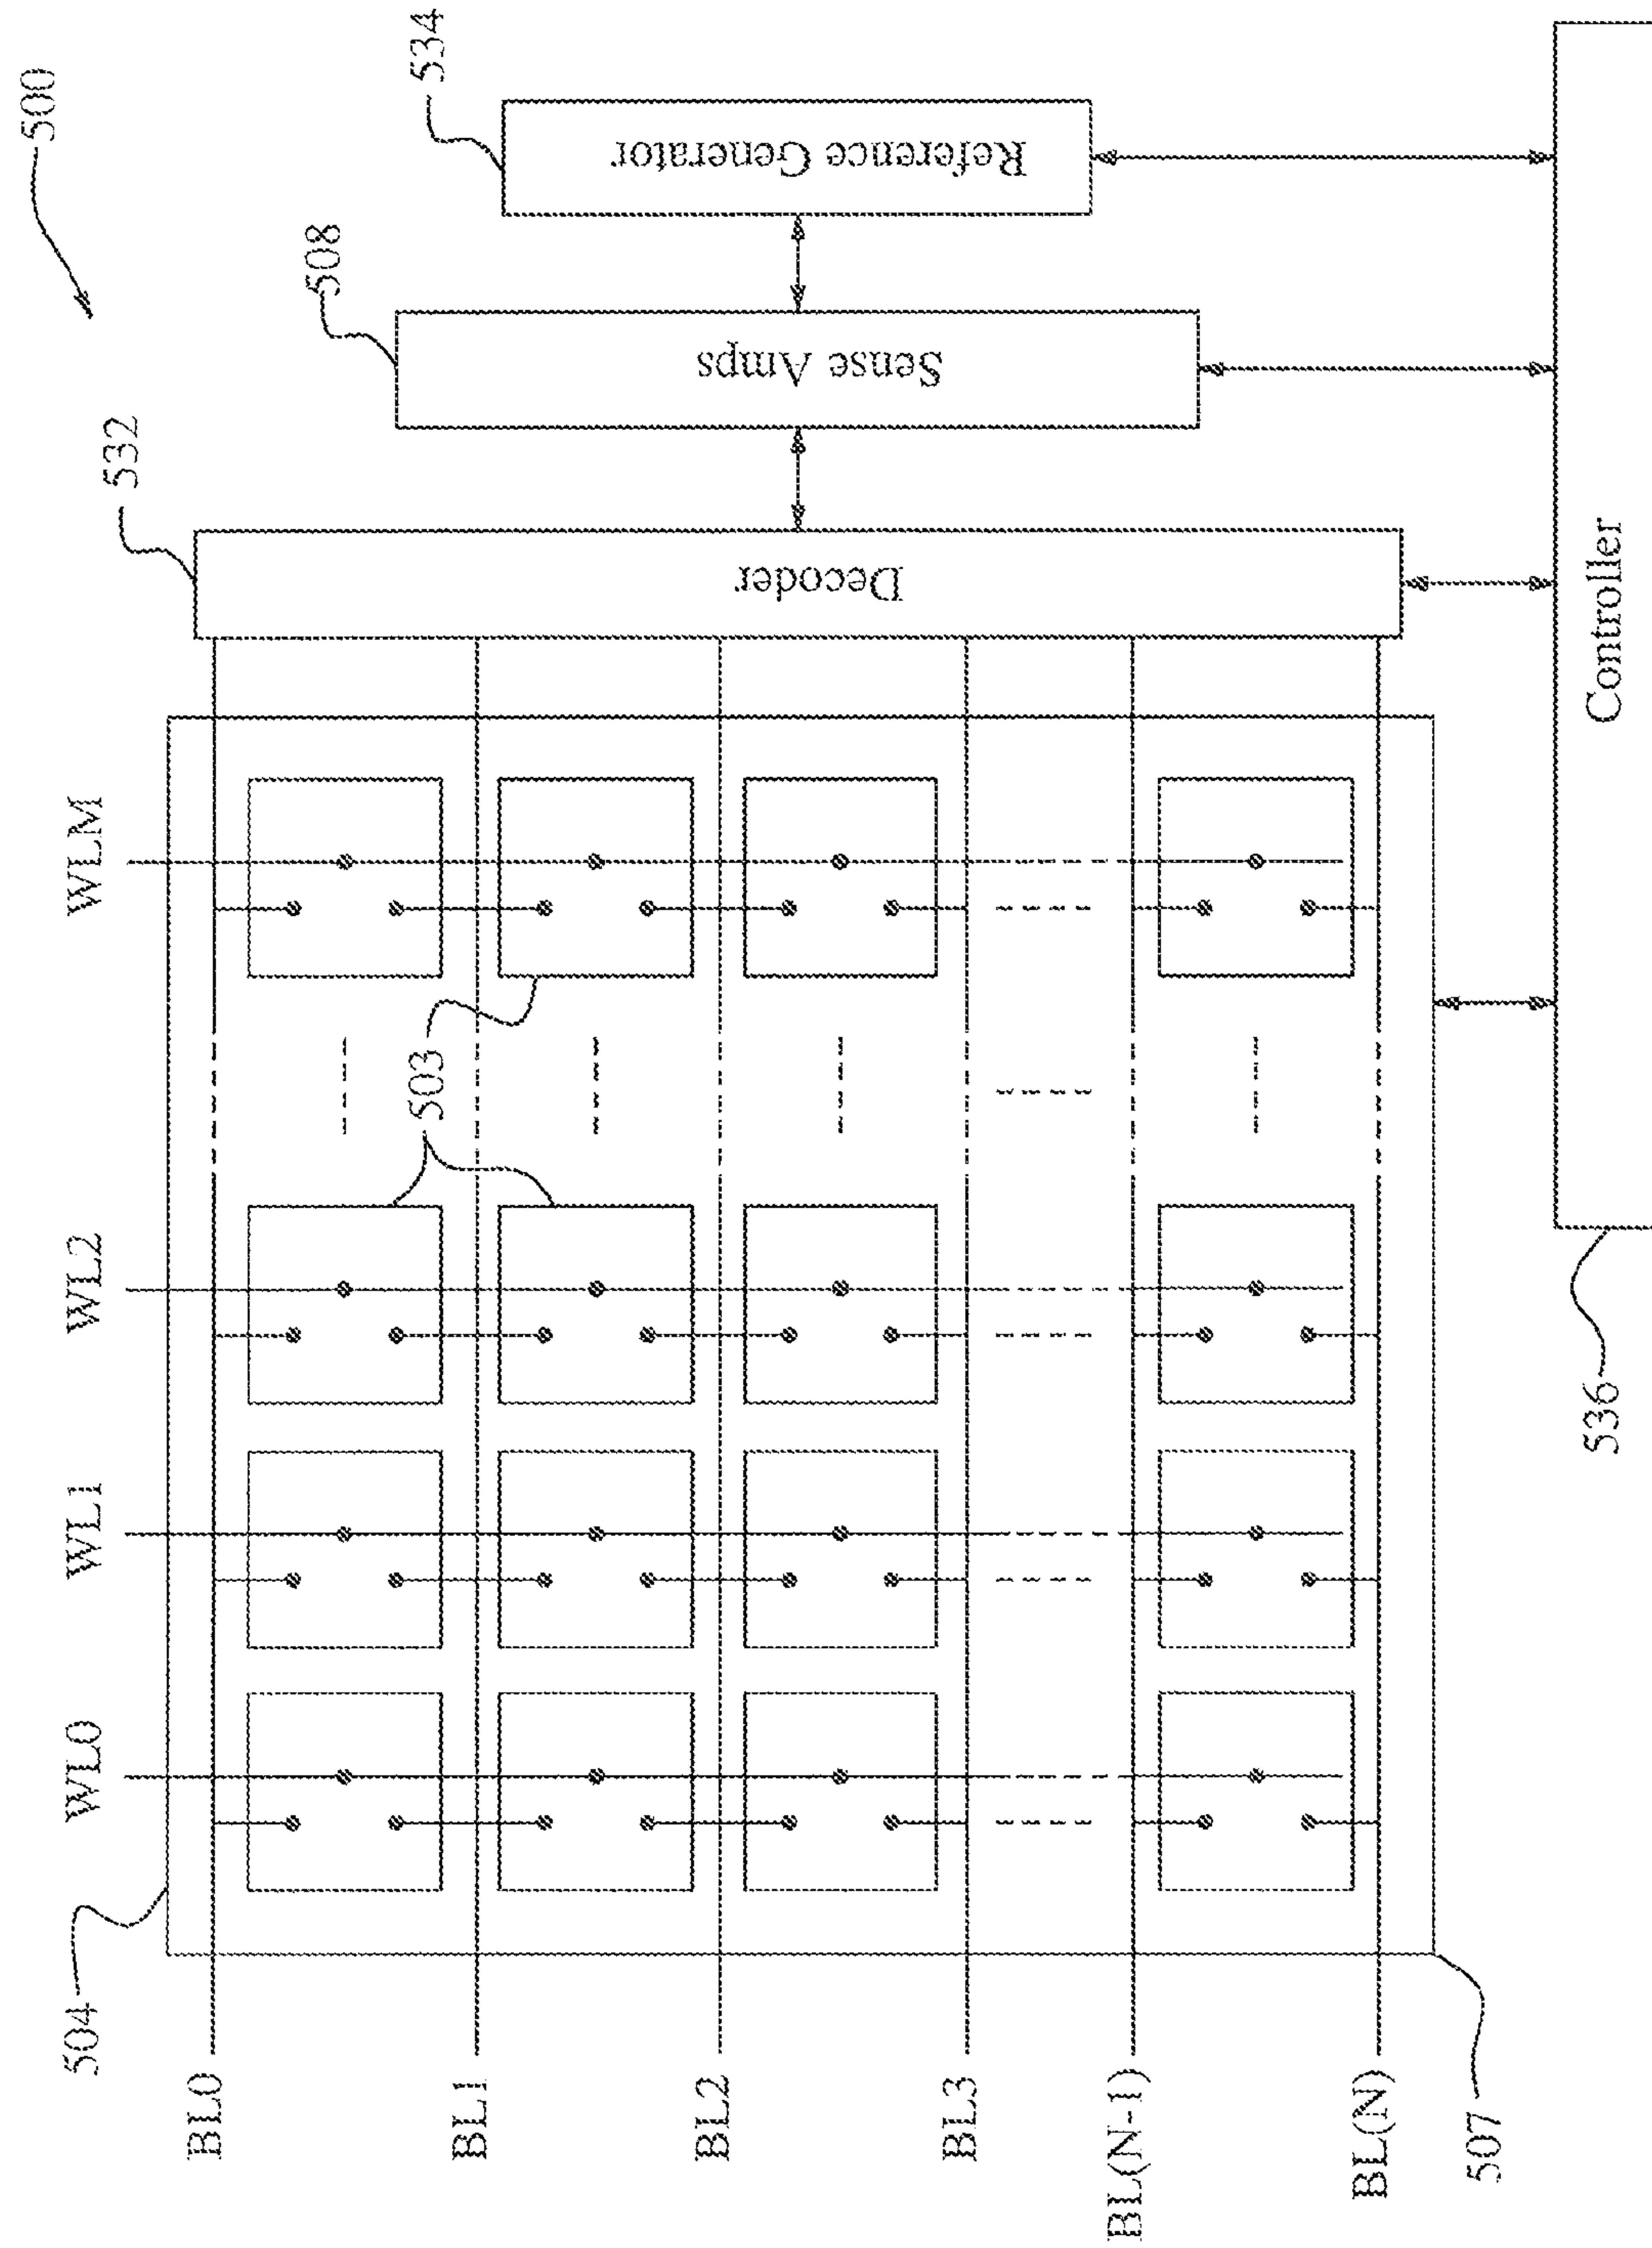 500
534
Reference Generator
508
Sense Amps
532
Decoder
Controller
WLM
WL2
WL1
WL0
503
504
536
BL0
BL1
BL2
BL3
BL(N-1)
BL(N)
507